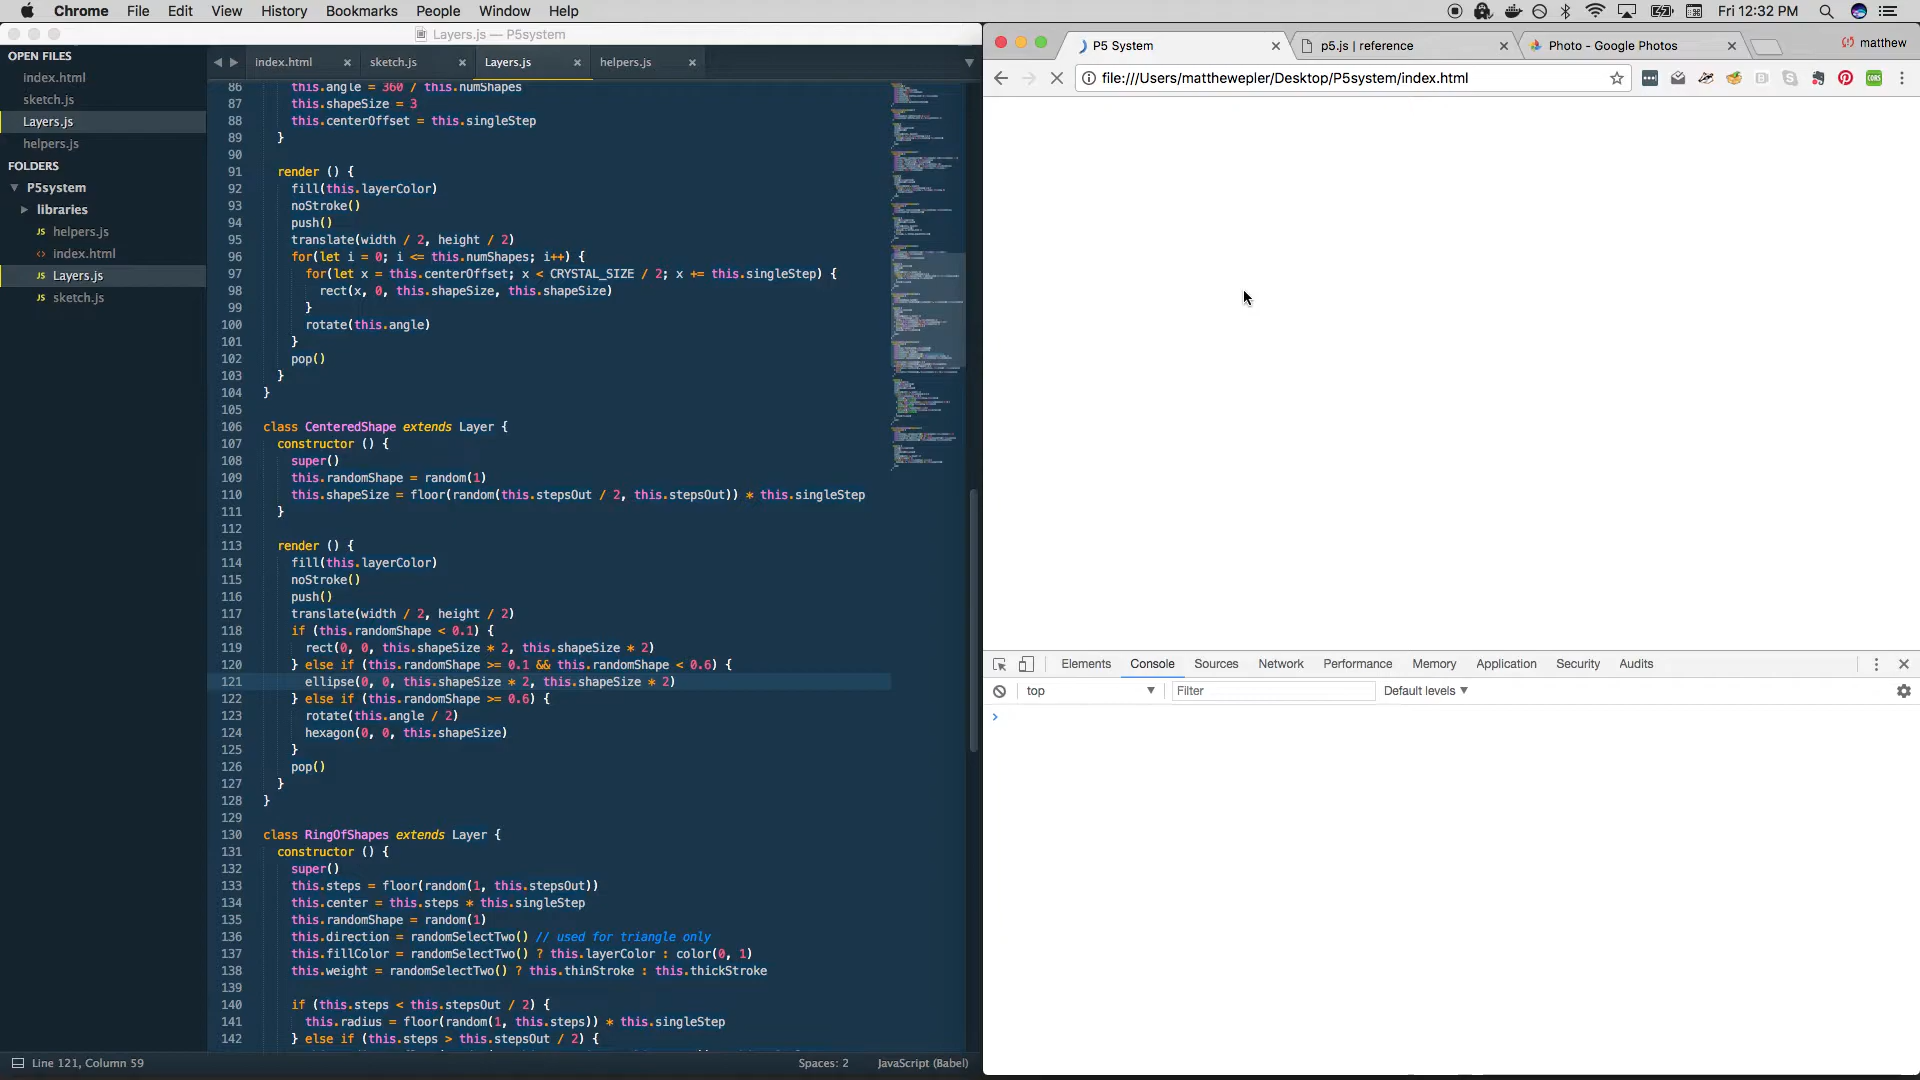 Chrome File Edit View History Bookmarks People Window Help Fri 12:32 PM
Layers.js — P5system
OPEN FILES
index.html
sketch.js
Layers.js
helpers.js
FOLDERS
P5system
libraries
JS helpers.js
<> index.html
JS Layers.js
JS sketch.js
index.html × sketch.js × Layers.js × helpers.js ×
86 this.angle = 360 / this.numShapes
87 this.shapeSize = 3
88 this.centerOffset = this.singleStep
89 }
90
91 render () {
92 fill(this.layerColor)
93 noStroke()
94 push()
95 translate(width / 2, height / 2)
96 for(let i = 0; i <= this.numShapes; i++) {
97 for(let x = this.centerOffset; x < CRYSTAL_SIZE / 2; x += this.singleStep) {
98 rect(x, 0, this.shapeSize, this.shapeSize)
99 }
100 rotate(this.angle)
101 }
102 pop()
103 }
104 }
105
106 class CenteredShape extends Layer {
107 constructor () {
108 super()
109 this.randomShape = random(1)
110 this.shapeSize = floor(random(this.stepsOut / 2, this.stepsOut)) * this.singleStep
111 }
112
113 render () {
114 fill(this.layerColor)
115 noStroke()
116 push()
117 translate(width / 2, height / 2)
118 if (this.randomShape < 0.1) {
119 rect(0, 0, this.shapeSize * 2, this.shapeSize * 2)
120 } else if (this.randomShape >= 0.1 && this.randomShape < 0.6) {
121 ellipse(0, 0, this.shapeSize * 2, this.shapeSize * 2)
122 } else if (this.randomShape >= 0.6) {
123 rotate(this.angle / 2)
124 hexagon(0, 0, this.shapeSize)
125 }
126 pop()
127 }
128 }
129
130 class RingOfShapes extends Layer {
131 constructor () {
132 super()
133 this.steps = floor(random(1, this.stepsOut))
134 this.center = this.steps * this.singleStep
135 this.randomShape = random(1)
136 this.direction = randomSelectTwo() // used for triangle only
137 this.fillColor = randomSelectTwo() ? this.layerColor : color(0, 1)
138 this.weight = randomSelectTwo() ? this.thinStroke : this.thickStroke
139
140 if (this.steps < this.stepsOut / 2) {
141 this.radius = floor(random(1, this.steps)) * this.singleStep
142 } else if (this.steps > this.stepsOut / 2) {
Line 121, Column 59 Spaces: 2 JavaScript (Babel)
P5 System × p5.js | reference × Photo - Google Photos × matthew
file:///Users/matthewepler/Desktop/P5system/index.html
Elements Console Sources Network Performance Memory Application Security Audits
top Filter Default levels